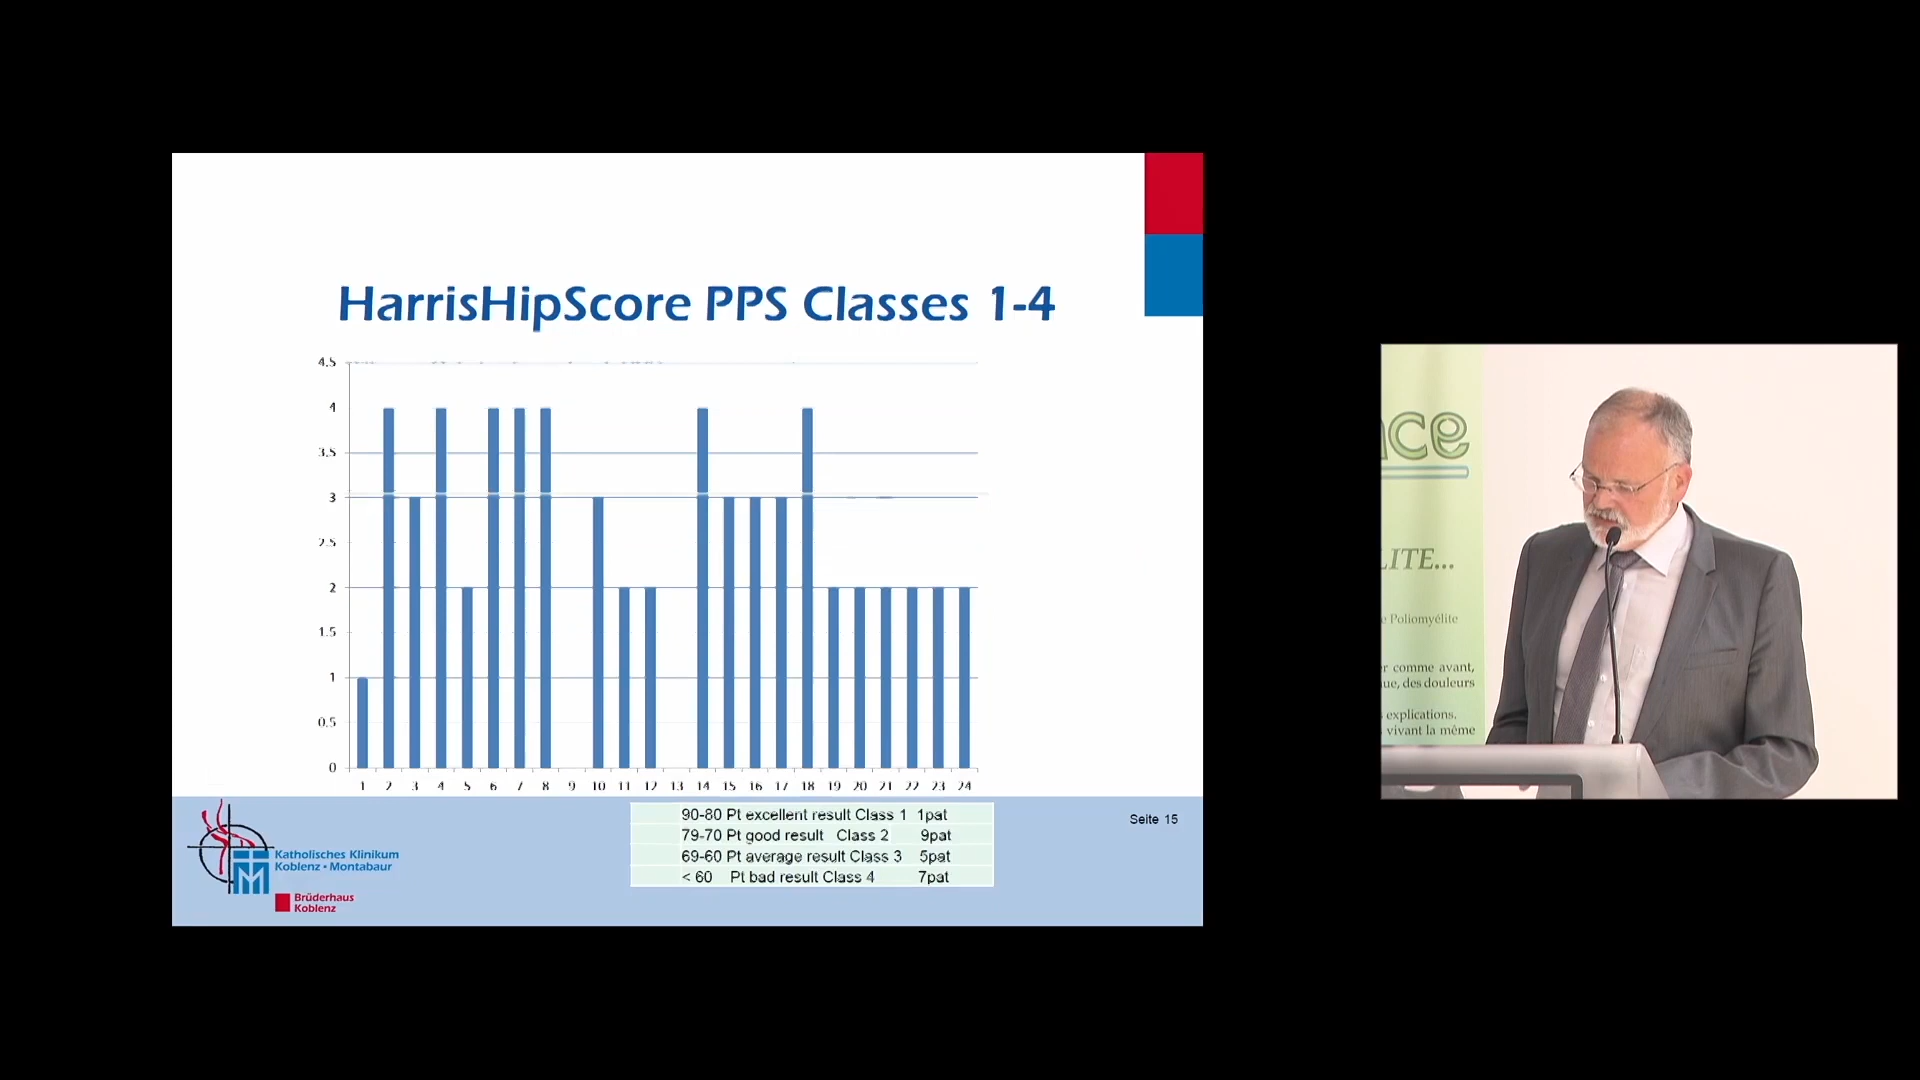 HarrisHipScore PPS Classes 1-4
4.5
4
3.5
3
2.5
2
1.5
1
0.5
0
1 2 3 4 5 6 7 8 9 10 11 12 13 14 15 16 17 18 19 20 21 22 23 24
90-80 Pt excellent result Class 1 1pat
79-70 Pt good result Class 2 9pat
69-60 Pt average result Class 3 5pat
< 60 Pt bad result Class 4 7pat
Seite 15
Katholisches Klinikum
Koblenz • Montabaur
Brüderhaus
Koblenz
nce
LITE...
e Poliomyélite
er comme avant,
ue, des douleurs
explications.
vivant la même